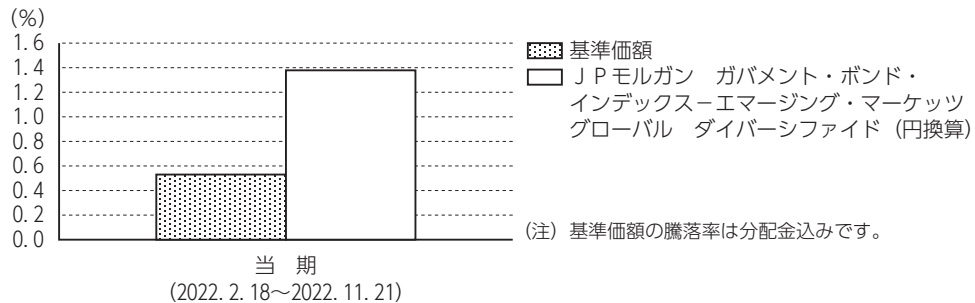 (%)
1.6
1.4
1.2
1.0
0.8
0.6
0.4
0.2
0.0
当　期
(2022. 2. 18～2022. 11. 21)
基準価額
ＪＰモルガン　ガバメント・ボンド・
インデックス－エマージング・マーケッツ
グローバル　ダイバーシファイド（円換算）
（注）基準価額の騰落率は分配金込みです。